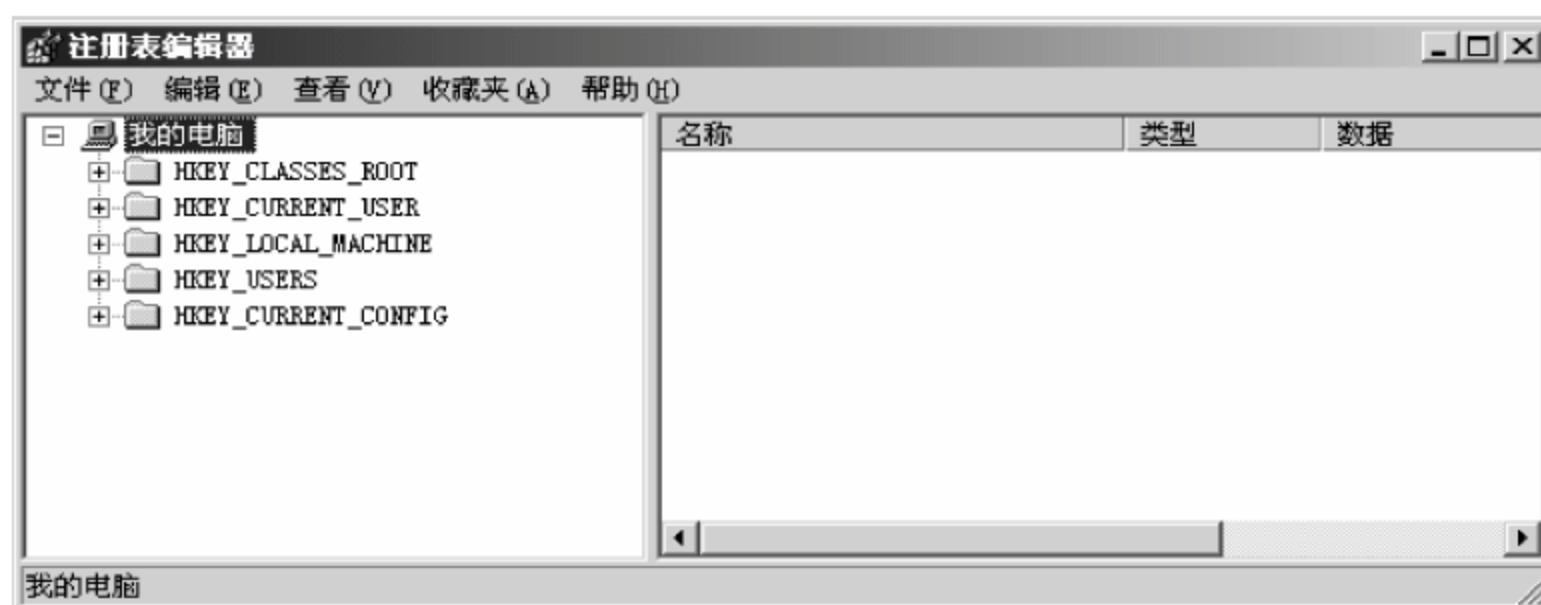 注册表编辑器
文件(F) 编辑(E) 查看(V) 收藏夹(A) 帮助(H)
我的电脑
HKEY_CLASSES_ROOT
HKEY_CURRENT_USER
HKEY_LOCAL_MACHINE
HKEY_USERS
HKEY_CURRENT_CONFIG
名称 类型 数据
我的电脑